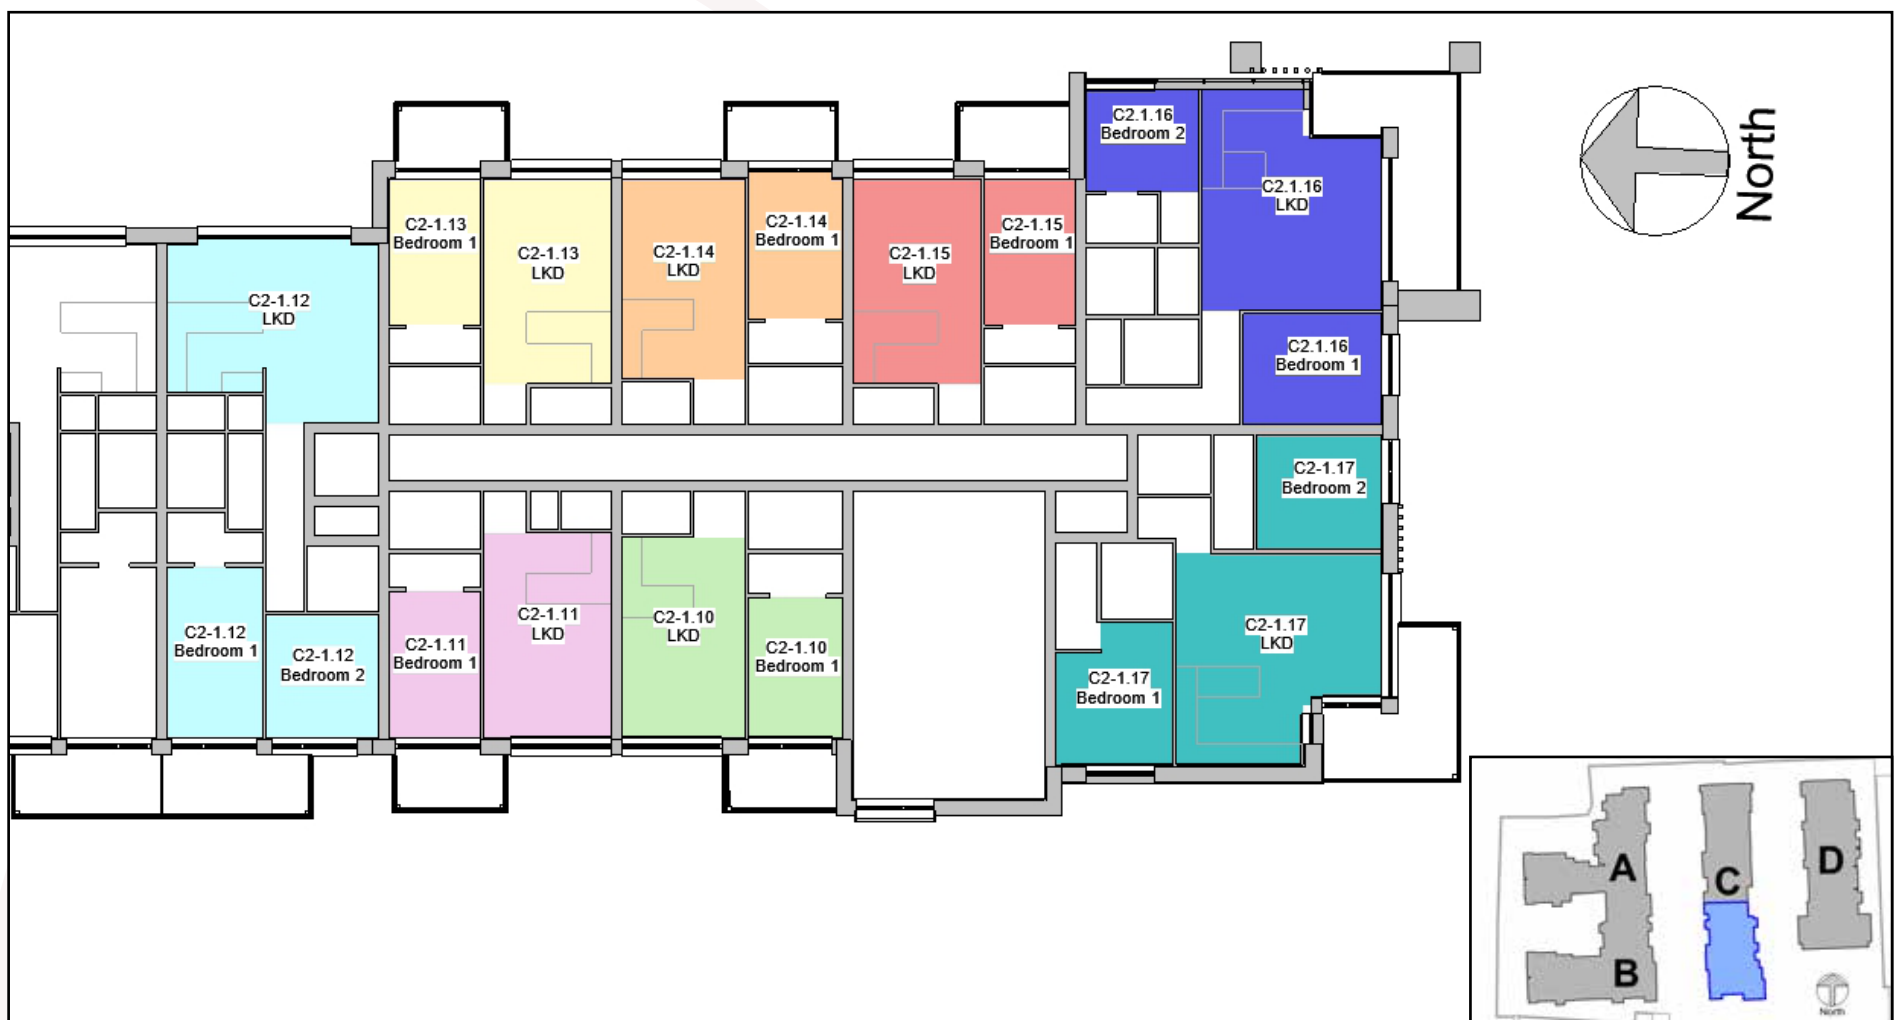 C2.1.16
Bedroom 2
C2.1.16
LKD
North
C2-1.13
Bedroom 1
C2-1.13
LKD
C2-1.14
LKD
C2-1.14
Bedroom 1
C2-1.15
LKD
C2-1.15
Bedroom 1
C2-1.12
LKD
C2.1.16
Bedroom 1
C2-1.17
Bedroom 2
C2-1.12
Bedroom 1
C2-1.12
Bedroom 2
C2-1.11
Bedroom 1
C2-1.11
LKD
C2-1.10
LKD
C2-1.10
Bedroom 1
C2-1.17
Bedroom 1
C2-1.17
LKD
A
C
D
B
North